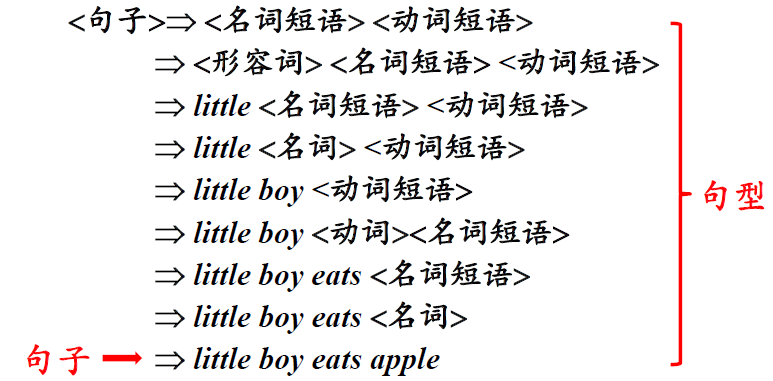 <句子>⇒ <名词短语> <动词短语>
⇒ <形容词> <名词短语> <动词短语>
⇒ little <名词短语> <动词短语>
⇒ little <名词> <动词短语>
⇒ little boy <动词短语>
⇒ little boy <动词><名词短语>
⇒ little boy eats <名词短语>
⇒ little boy eats <名词>
句子 ➡ ⇒ little boy eats apple
句型